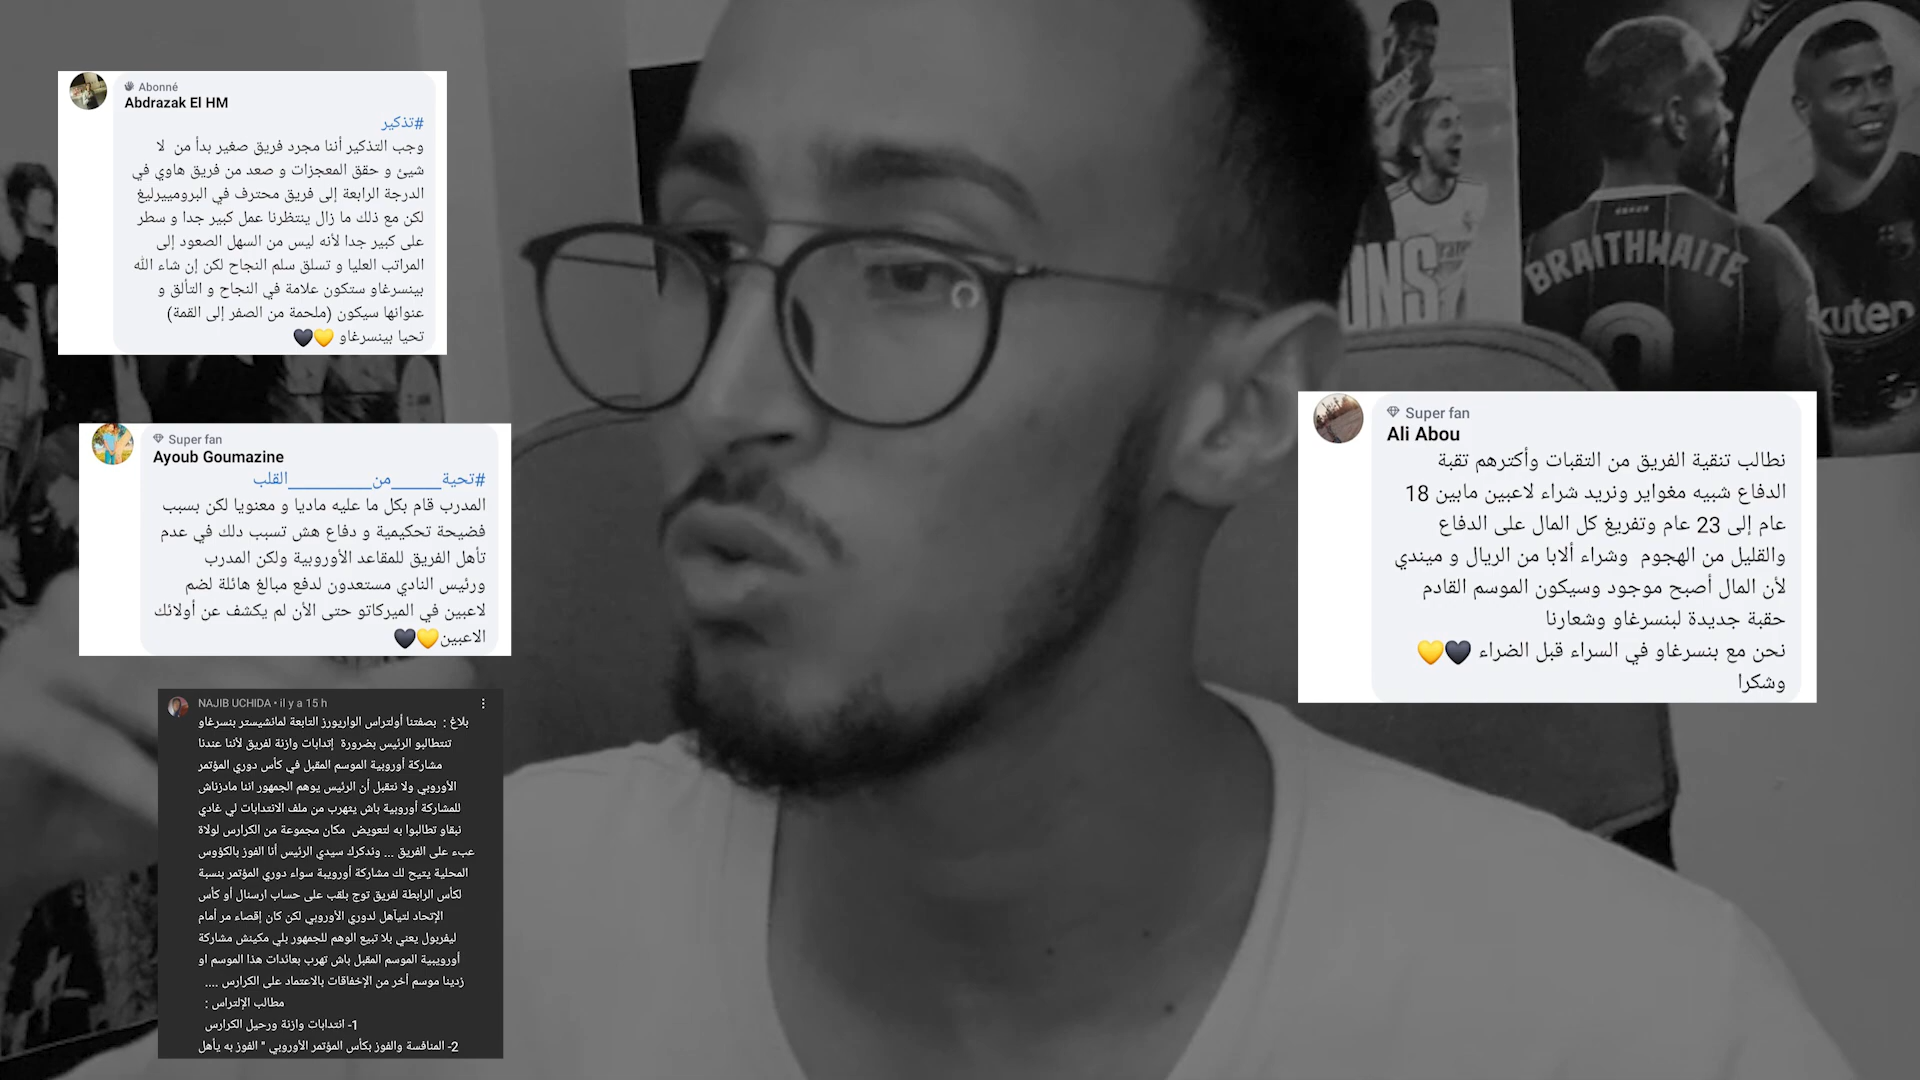 Abonné
Abdrazak El HM
#تذكير
وجب التذكير أننا مجرد فريق صغير بدأ من لا
شيئ و حقق المعجزات و صعد من فريق هاوي في
الدرجة الرابعة إلى فريق محترف في البرومييرليغ
لكن مع ذلك ما زال ينتظرنا عمل كبير جدا و سطر
على كبير جدا لأنه ليس من السهل الصعود إلى
المراتب العليا و تسلق سلم النجاح لكن إن شاء الله
بينسرغاو ستكون علامة في النجاح و التألق و
عنوانها سيكون (ملحمة من الصفر إلى القمة)
تحيا بينسرغاو 💛🖤
Super fan
Ayoub Goumazine
#تحية_____من________القلب
المدرب قام بكل ما عليه ماديا و معنويا لكن بسبب
فضيحة تحكيمية و دفاع هش تسبب دلك في عدم
تأهل الفريق للمقاعد الأوروبية ولكن المدرب
ورئيس النادي مستعدون لدفع مبالغ هائلة لضم
لاعبين في الميركاتو حتى الأن لم يكشف عن أولائك
الاعبين💛🖤
NAJIB UCHIDA • il y a 15 h
بلاغ : بصفتنا أولتراس الواريورز التابعة لمانشيستر بنسرغاو
تنتطالبو الرئيس بضرورة إتدابات وازنة لفريق لأننا عندنا
مشاركة أوروبية الموسم المقبل في كأس دوري المؤتمر
الأوروبي ولا نتقبل أن الرئيس يوهم الجمهور اننا مادزناش
للمشاركة أوروبية باش يتهرب من ملف الانتدابات لي غادي
نبقاو تطالبوا به لتعويض مكان مجموعة من الكرارس لولاة
عبء على الفريق ... وندكرك سيدي الرئيس أنا الفوز بالكؤوس
المحلية يتيح لك مشاركة أوروبية سواء دوري المؤتمر بنسبة
لكأس الرابطة لفريق توج بلقب على حساب ارسنال أو كأس
الإتحاد لتيآهل لدوري الأوروبي لكن كان إقصاء مر أمام
ليفربول يعني بلا تبيع الوهم للجمهور بلي مكينش مشاركة
أوروبيية الموسم المقبل باش تهرب بعائدات هذا الموسم او
زدينا موسم أخر من الإخفاقات بالاعتماد على الكرارس ....
مطالب الإلتراس :
1- انتدابات وازنة ورحيل الكرارس
2- المنافسة والفوز بكأس المؤتمر الأوروبي " الفوز به يأهل
Super fan
Ali Abou
نطالب تنقية الفريق من التقبات وأكترهم تقبة
الدفاع شبيه مغواير ونريد شراء لاعبين مابين 18
عام إلى 23 عام وتفريغ كل المال على الدفاع
والقليل من الهجوم وشراء ألابا من الريال و ميندي
لأن المال أصبح موجود وسيكون الموسم القادم
حقبة جديدة لبنسرغاو وشعارنا
نحن مع بنسرغاو في السراء قبل الضراء 🖤💛
وشكرا
BRAITHWAITE